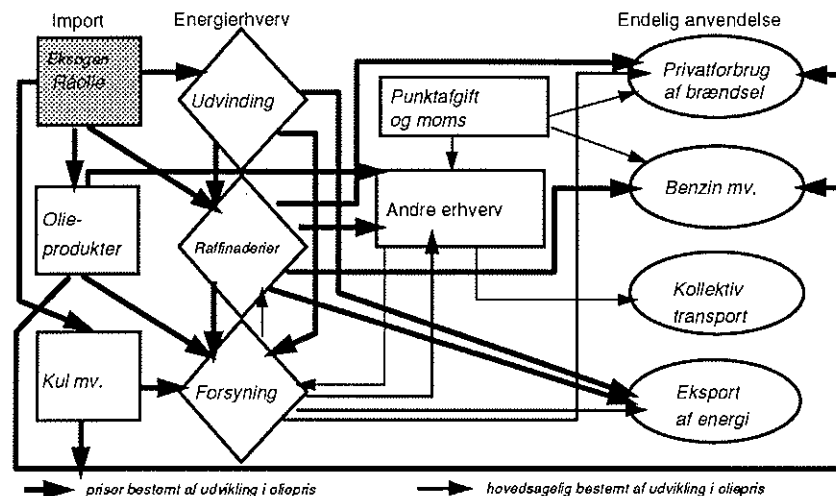 Import
Energierhverv
Endelig anvendelse
Eksogan
Råolie
Udvinding
Punktafgift
og moms
Privatforbrug
af brændsel
Olie-
produkter
Raffinaderier
Andre erhverv
Benzin mv.
Kollektiv
transport
Kul mv.
Forsyning
Eksport
af energi
priser bestemt af udvikling i oliepris
hovedsagelig bestemt af udvikling i oliepris